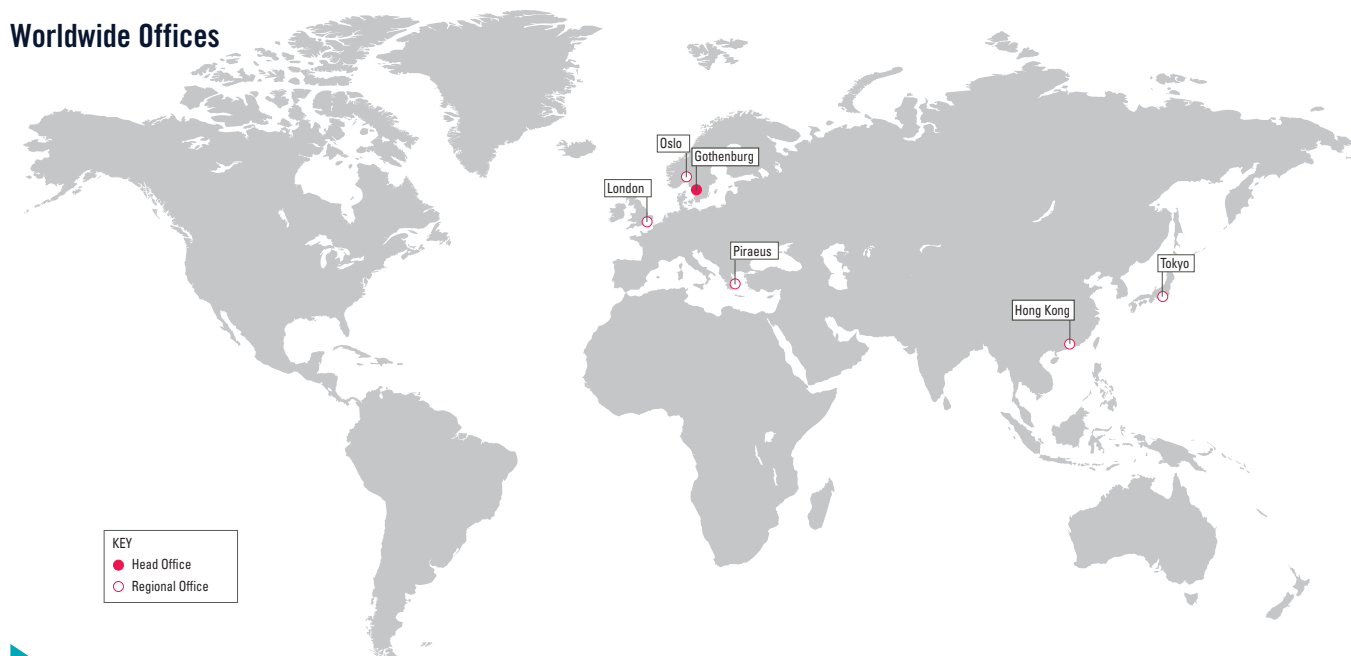 Worldwide Offices
Oslo
Gothenburg
London
Piraeus
Tokyo
Hong Kong
KEY
Head Office
Regional Office